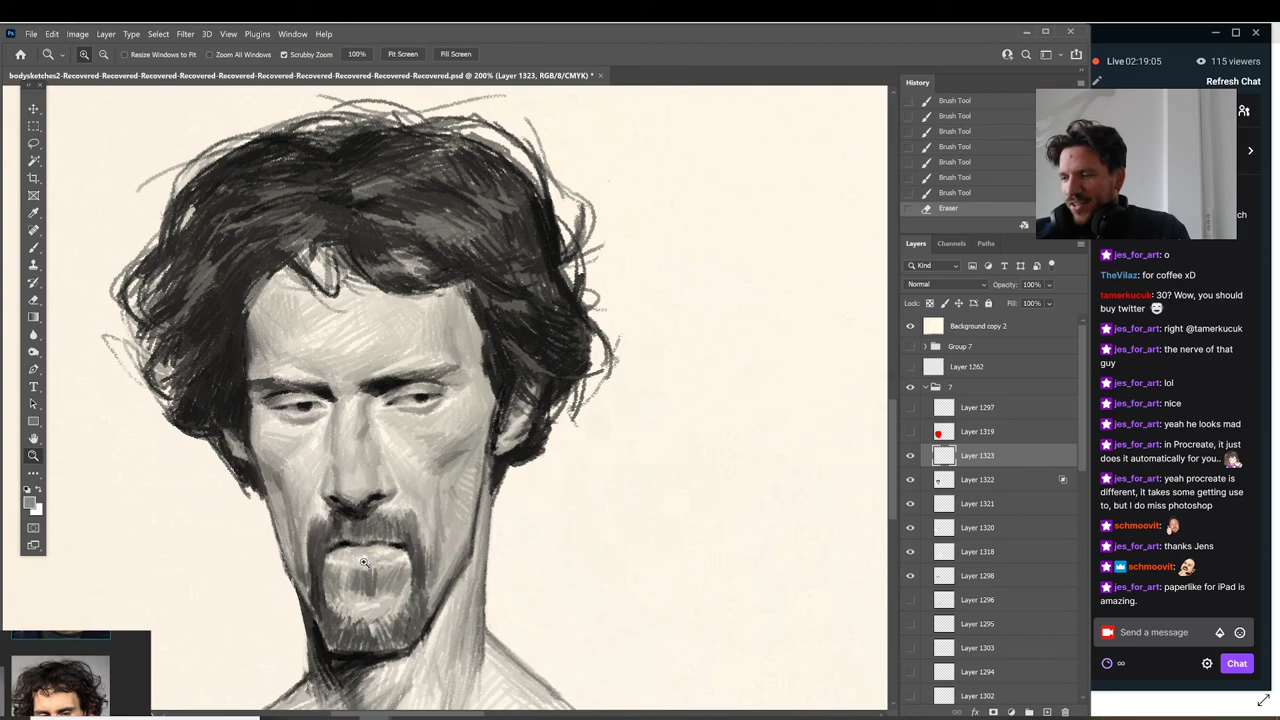 Ps File Edit Image Layer Type Select Filter 3D View Plugins Window Help
Resize Windows to Fit Zoom All Windows Scrubby Zoom 100% Fit Screen Fill Screen
bodysketches2-Recovered-Recovered-Recovered-Recovered-Recovered-Recovered-Recovered-Recovered-Recovered.psd @ 200% (Layer 1323, RGB/8/CMYK) *
History
Brush Tool
Brush Tool
Brush Tool
Brush Tool
Brush Tool
Brush Tool
Brush Tool
Eraser
Layers Channels Paths
Kind
Normal Opacity: 100%
Lock: Fill: 100%
Background copy 2
Group 7
Layer 1262
7
Layer 1297
Layer 1319
Layer 1323
Layer 1322
Layer 1321
Layer 1320
Layer 1318
Layer 1298
Layer 1296
Layer 1295
Layer 1303
Layer 1294
Layer 1302
fx
Live 02:19:05 115 viewers
Refresh Chat
jes_for_art: o
TheVilaz: for coffee xD
tamerkucuk: 30? Wow, you should
buy twitter
jes_for_art: right @tamerkucuk
jes_for_art: the nerve of that
guy
jes_for_art: lol
jes_for_art: nice
jes_for_art: yeah he looks mad
jes_for_art: in Procreate, it just
does it automatically for you..
jes_for_art: yeah procreate is
different, it takes some getting use
to, but I do miss photoshop
schmoovit:
jes_for_art: thanks Jens
schmoovit:
jes_for_art: paperlike for iPad is
amazing.
Send a message
∞ Chat